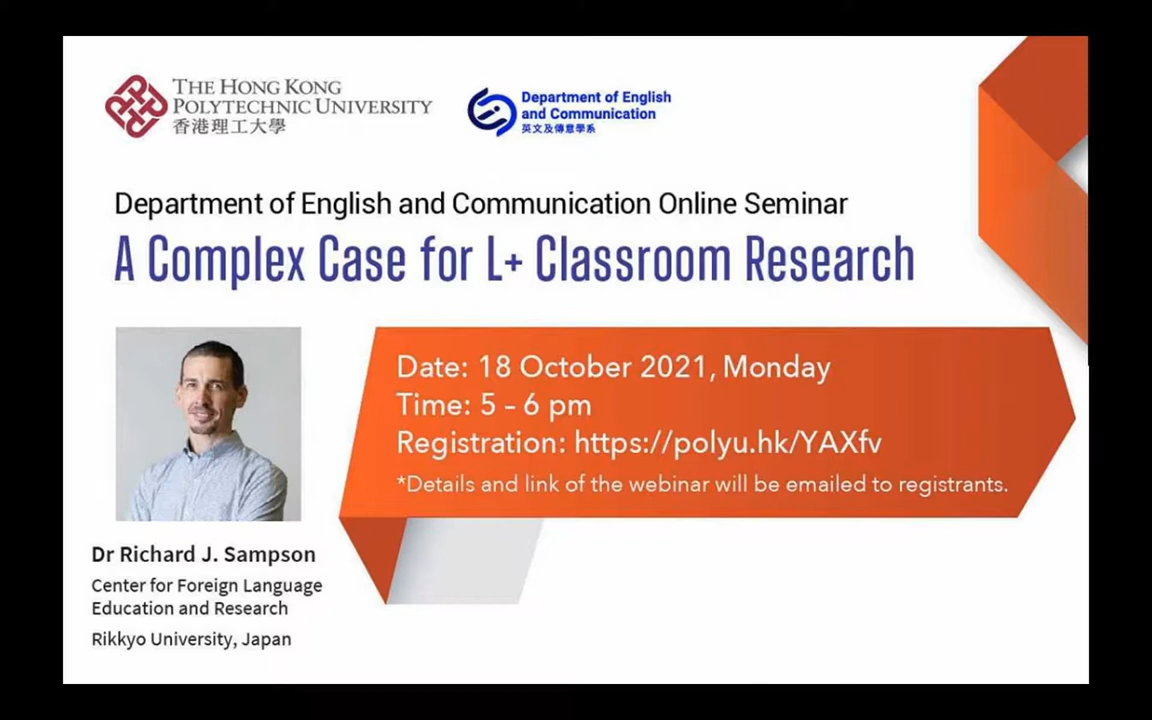 THE HONG KONG
POLYTECHNIC UNIVERSITY
香港理工大學
Department of English
and Communication
英文及傳意學系
Department of English and Communication Online Seminar
A Complex Case for L+ Classroom Research
Date: 18 October 2021, Monday
Time: 5 – 6 pm
Registration: https://polyu.hk/YAXfv
*Details and link of the webinar will be emailed to registrants.
Dr Richard J. Sampson
Center for Foreign Language
Education and Research
Rikkyo University, Japan